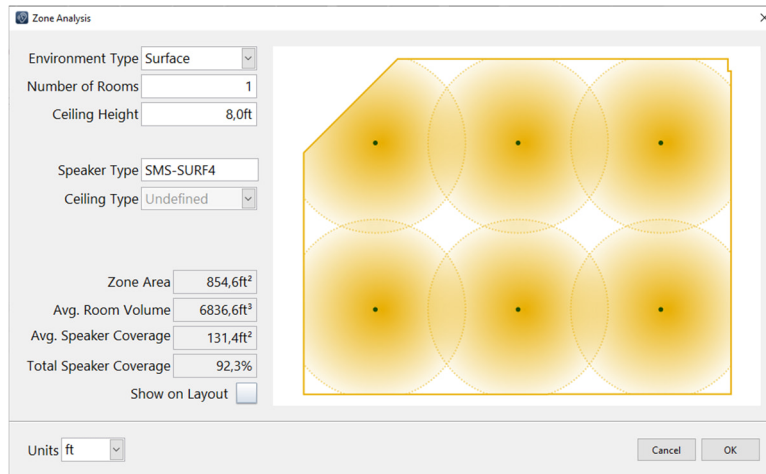 Zone Analysis
Environment Type Surface
Number of Rooms 1
Ceiling Height 8,0ft
Speaker Type SMS-SURF4
Ceiling Type Undefined
Zone Area 854,6ft²
Avg. Room Volume 6836,6ft³
Avg. Speaker Coverage 131,4ft²
Total Speaker Coverage 92,3%
Show on Layout
Units ft
Cancel OK